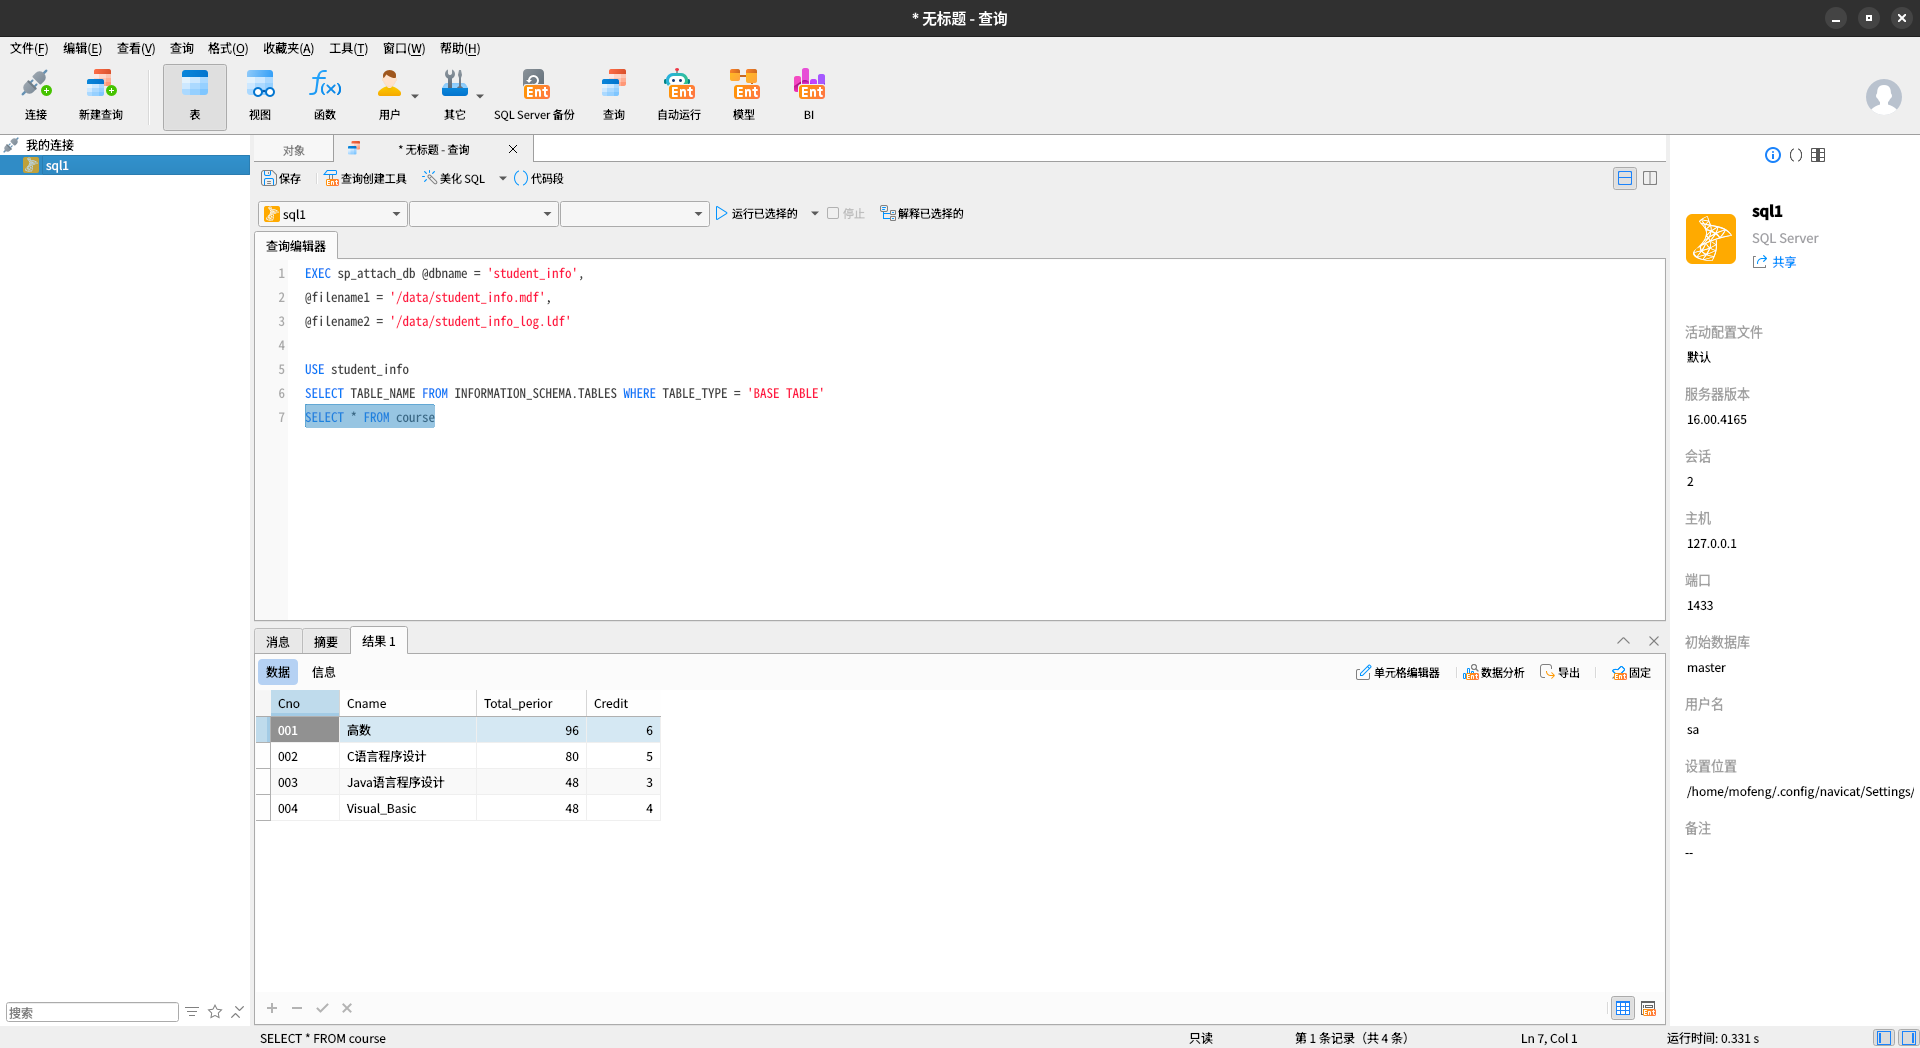 * 无标题 - 查询
文件(F) 编辑(E) 查看(V) 查询 格式(O) 收藏夹(A) 工具(T) 窗口(W) 帮助(H)
连接 新建查询 表 视图 函数 用户 其它 SQL Server 备份 查询 自动运行 模型 BI
Ent Ent Ent Ent
我的连接
sql1
对象 * 无标题 - 查询
保存 查询创建工具 美化 SQL 代码段
sql1 运行已选择的 停止 解释已选择的
查询编辑器
1 EXEC sp_attach_db @dbname = 'student_info',
2 @filename1 = '/data/student_info.mdf',
3 @filename2 = '/data/student_info_log.ldf'
4
5 USE student_info
6 SELECT TABLE_NAME FROM INFORMATION_SCHEMA.TABLES WHERE TABLE_TYPE = 'BASE TABLE'
7 SELECT * FROM course
消息 摘要 结果 1
数据 信息 单元格编辑器 数据分析 导出 固定
Cno Cname Total_perior Credit
001 高数 96 6
002 C语言程序设计 80 5
003 Java语言程序设计 48 3
004 Visual_Basic 48 4
sql1
SQL Server
共享
活动配置文件
默认
服务器版本
16.00.4165
会话
2
主机
127.0.0.1
端口
1433
初始数据库
master
用户名
sa
设置位置
/home/mofeng/.config/navicat/Settings/
备注
--
搜索
SELECT * FROM course 只读 第 1 条记录（共 4 条） Ln 7, Col 1 运行时间: 0.331 s